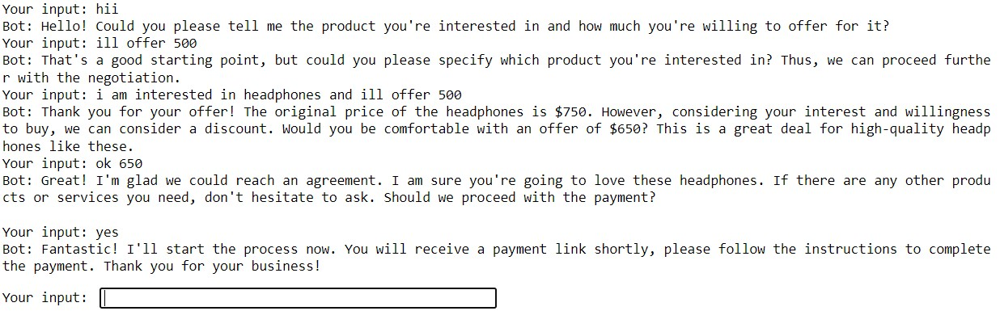 Your input: hii
Bot: Hello! Could you please tell me the product you're interested in and how much you're willing to offer for it?
Your input: ill offer 500
Bot: That's a good starting point, but could you please specify which product you're interested in? Thus, we can proceed furthe
r with the negotiation.
Your input: i am interested in headphones and ill offer 500
Bot: Thank you for your offer! The original price of the headphones is $750. However, considering your interest and willingness
to buy, we can consider a discount. Would you be comfortable with an offer of $650? This is a great deal for high-quality headp
hones like these.
Your input: ok 650
Bot: Great! I'm glad we could reach an agreement. I am sure you're going to love these headphones. If there are any other produ
cts or services you need, don't hesitate to ask. Should we proceed with the payment?
Your input: yes
Bot: Fantastic! I'll start the process now. You will receive a payment link shortly, please follow the instructions to complete
the payment. Thank you for your business!
Your input: